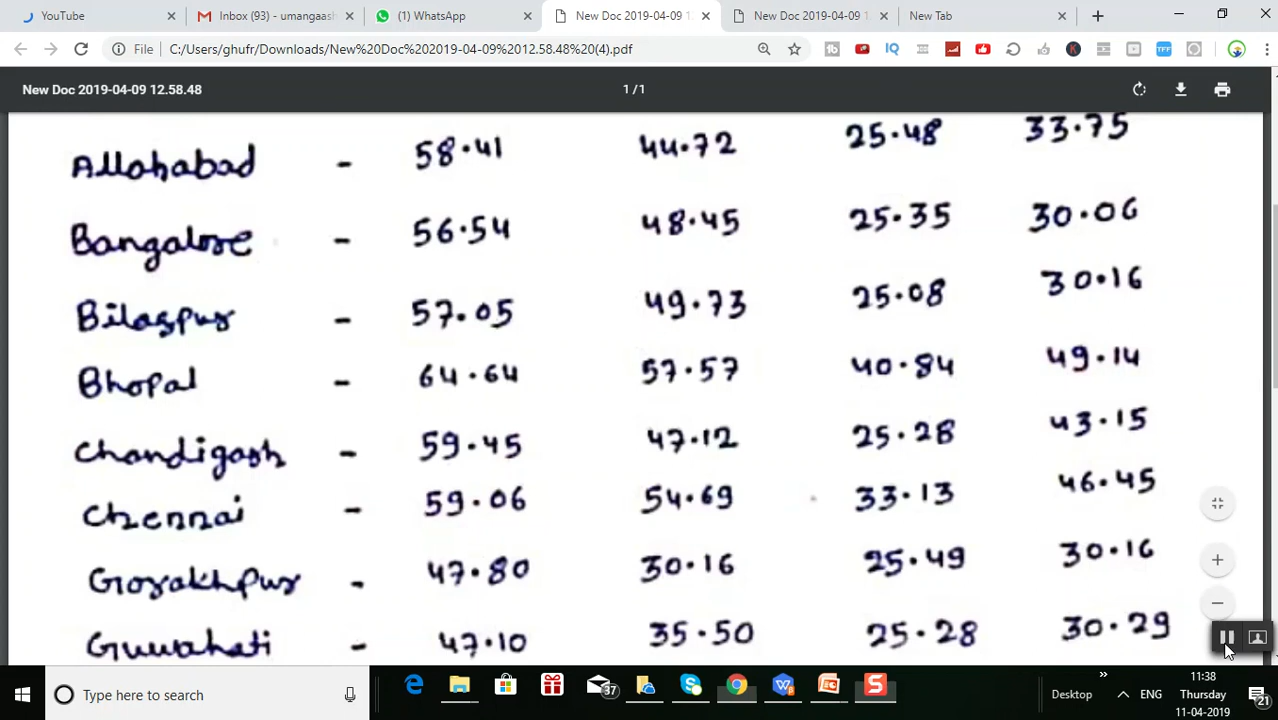 YouTube
Inbox (93) - umangaash
(1) WhatsApp
New Doc 2019-04-09 12.
New Doc 2019-04-09 1
New Tab
File
C:/Users/ghufr/Downloads/New%20Doc%202019-04-09%2012.58.48%20(4).pdf
New Doc 2019-04-09 12.58.48
1/1
Allahabad - 58.41 44.72 25.48 33.75
Bangalore - 56.54 48.45 25.35 30.06
Bilaspur - 57.05 49.73 25.08 30.16
Bhopal - 64.64 57.57 40.84 49.14
Chandigarh - 59.45 47.12 25.28 43.15
Chennai - 59.06 54.69 33.13 46.45
Gorakhpur - 47.80 30.16 25.49 30.16
Guwahati - 47.10 35.50 25.28 30.29
Type here to search
37
Desktop
ENG
11:38
Thursday
11-04-2019
21